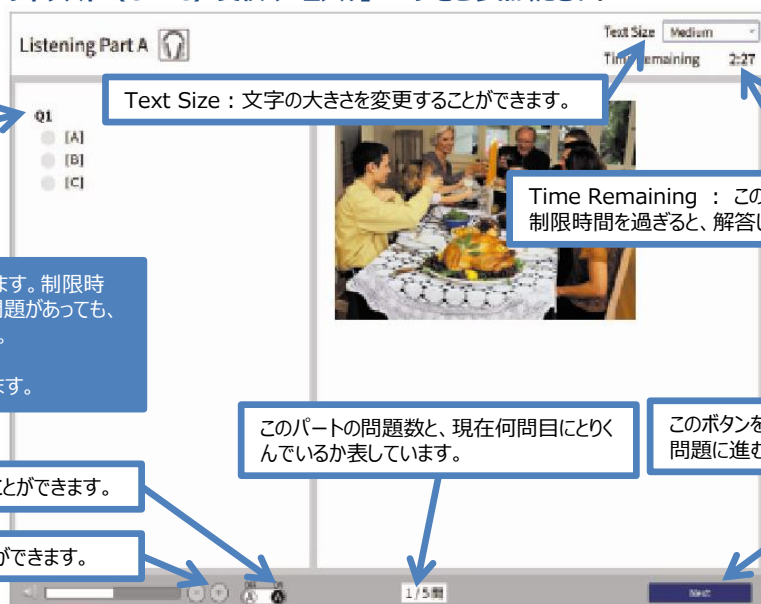 Listening Part A
Text Size Medium
Time Remaining 2:27
Text Size：文字の大きさを変更することができます。
Q1
[A]
[B]
[C]
Time Remaining ： この
制限時間を過ぎると、解答し
ます。制限時
問題があっても、
。
ます。
このパートの問題数と、現在何問目にとりく
んでいるか表しています。
このボタンを
問題に進む
ことができます。
ができます。
1/5問
Next